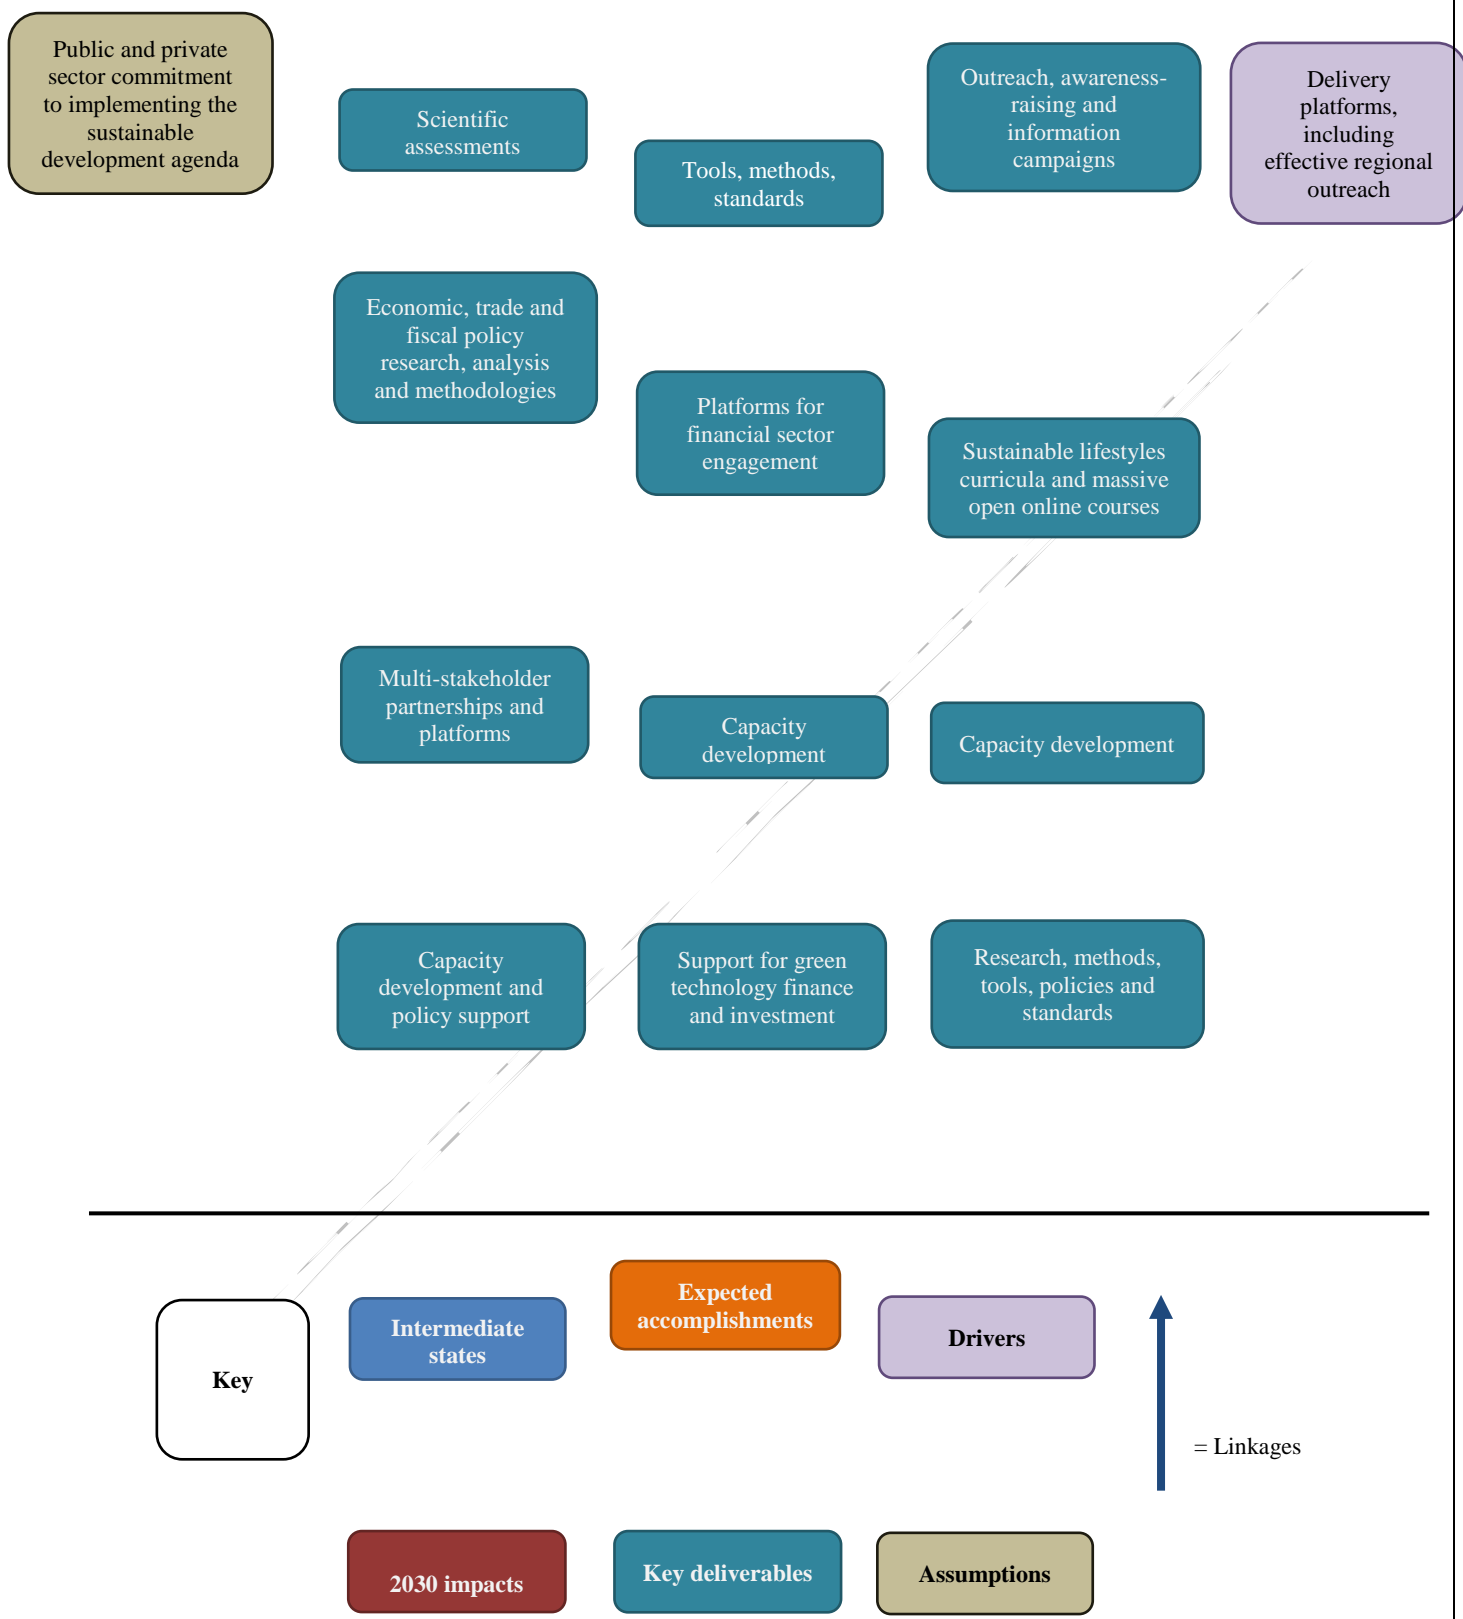 Public and private
sector commitment
to implementing the
sustainable
development agenda
Scientific
assessments
Tools, methods,
standards
Outreach, awareness-
raising and
information
campaigns
Delivery
platforms,
including
effective regional
outreach
Economic, trade and
fiscal policy
research, analysis
and methodologies
Platforms for
financial sector
engagement
Sustainable lifestyles
curricula and massive
open online courses
Multi-stakeholder
partnerships and
platforms
Capacity
development
Capacity development
Capacity
development and
policy support
Support for green
technology finance
and investment
Research, methods,
tools, policies and
standards
Key
Intermediate
states
Expected
accomplishments
Drivers
= Linkages
2030 impacts
Key deliverables
Assumptions